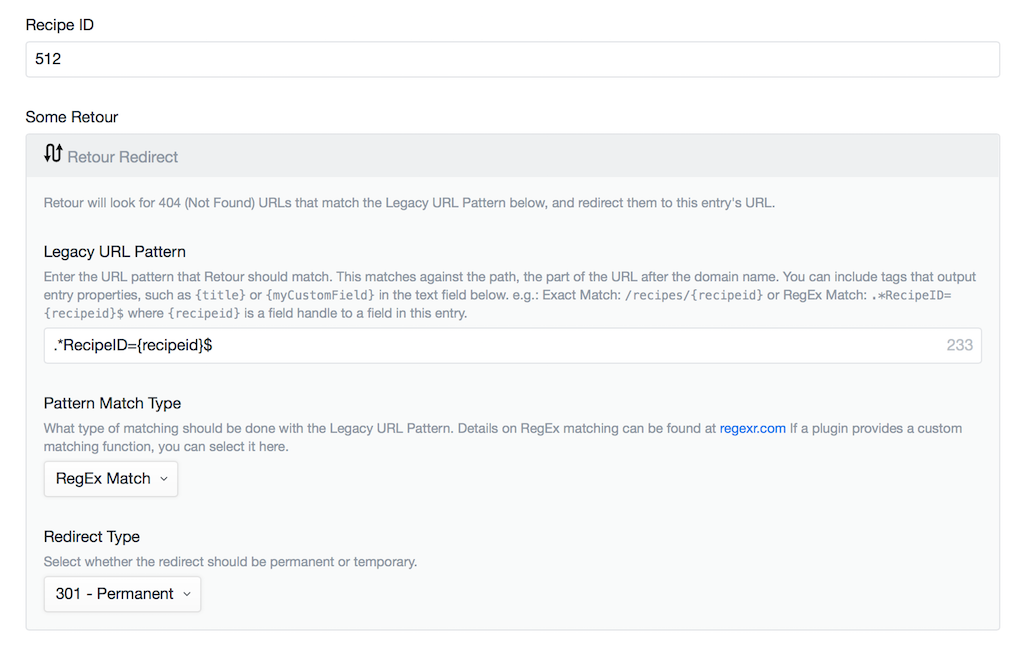 Recipe ID
512
Some Retour
Retour Redirect
Retour will look for 404 (Not Found) URLs that match the Legacy URL Pattern below, and redirect them to this entry's URL.
Legacy URL Pattern
Enter the URL pattern that Retour should match. This matches against the path, the part of the URL after the domain name. You can include tags that output
entry properties, such as {title} or {myCustomField} in the text field below. e.g.: Exact Match: /recipes/{recipeid} or RegEx Match: .*RecipeID=
{recipeid}$ where {recipeid} is a field handle to a field in this entry.
.*RecipeID={recipeid}$ 233
Pattern Match Type
What type of matching should be done with the Legacy URL Pattern. Details on RegEx matching can be found at regexr.com If a plugin provides a custom
matching function, you can select it here.
RegEx Match
Redirect Type
Select whether the redirect should be permanent or temporary.
301 - Permanent